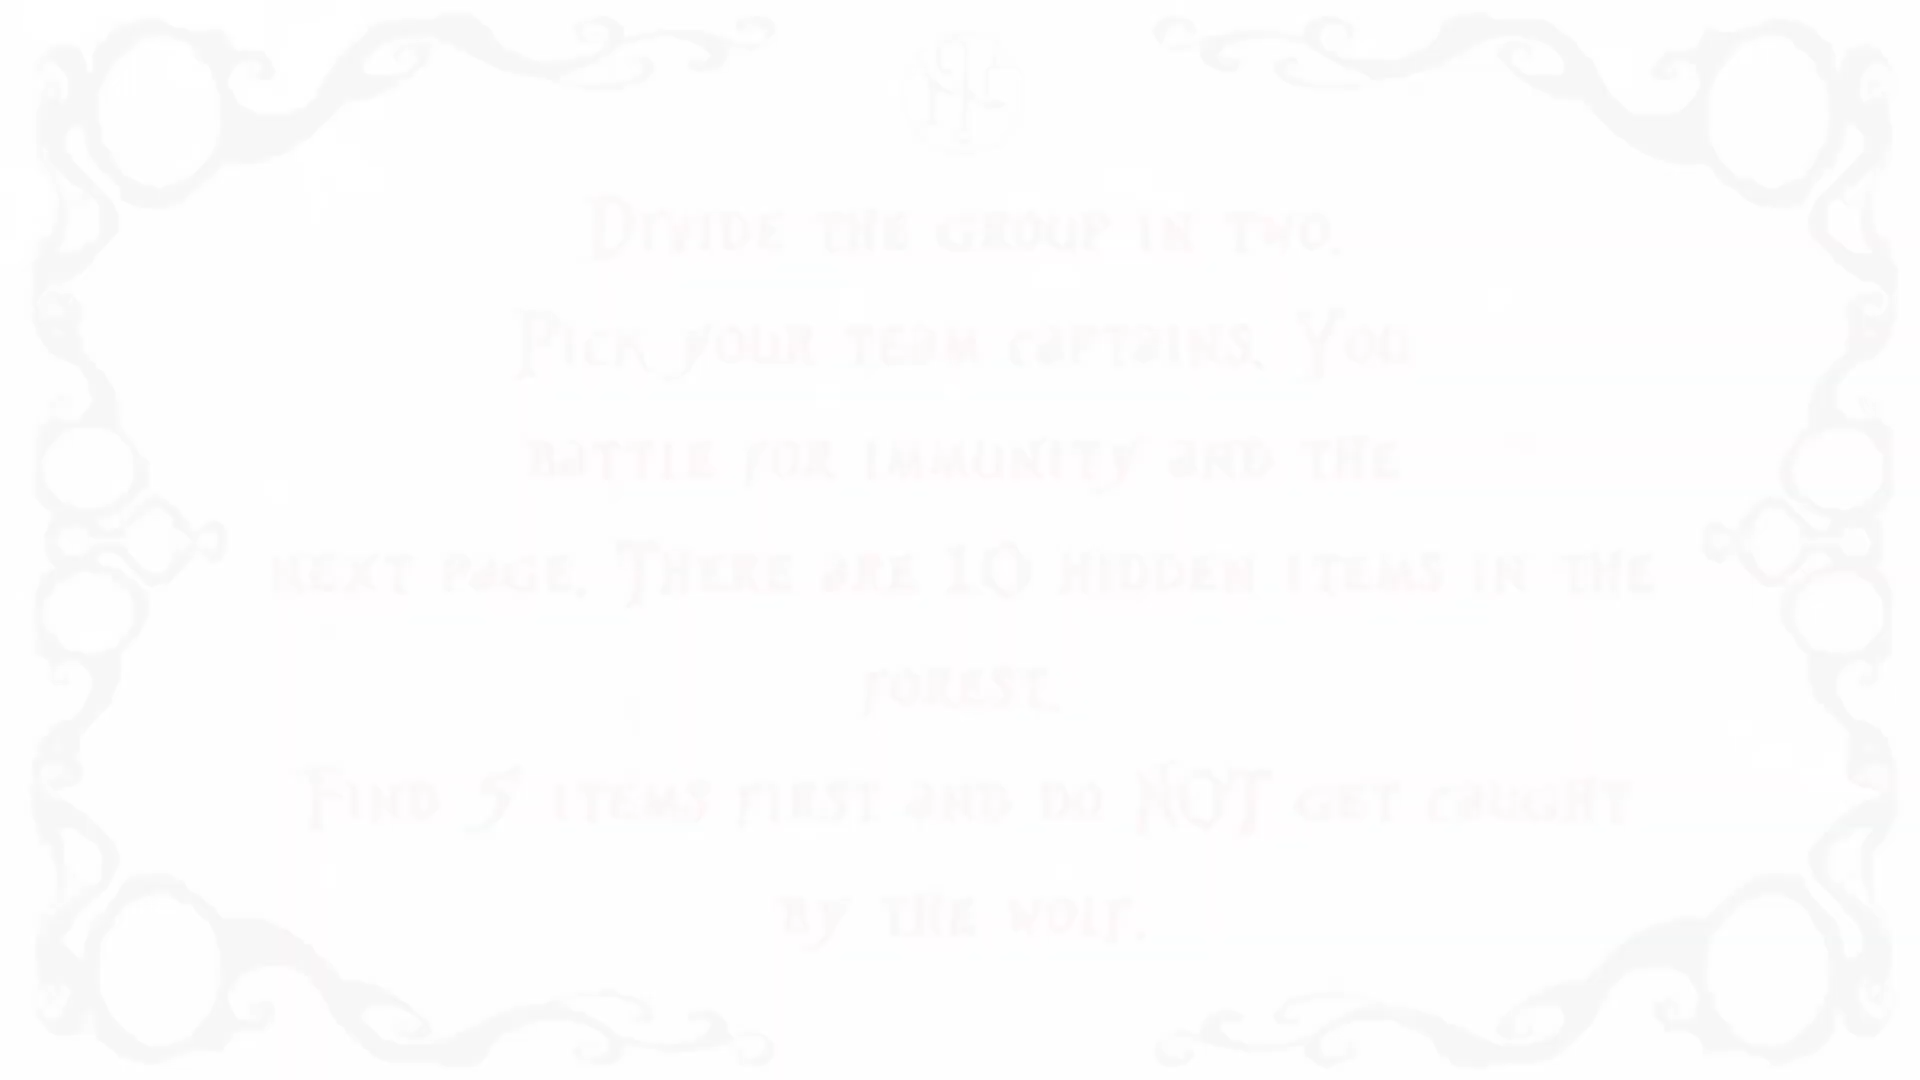 Divide the group in two.
Pick your team captains. You
battle for immunity and the
next page. There are 10 hidden items in the
forest.
Find 5 items first and do NOT get caught
by the wolf.